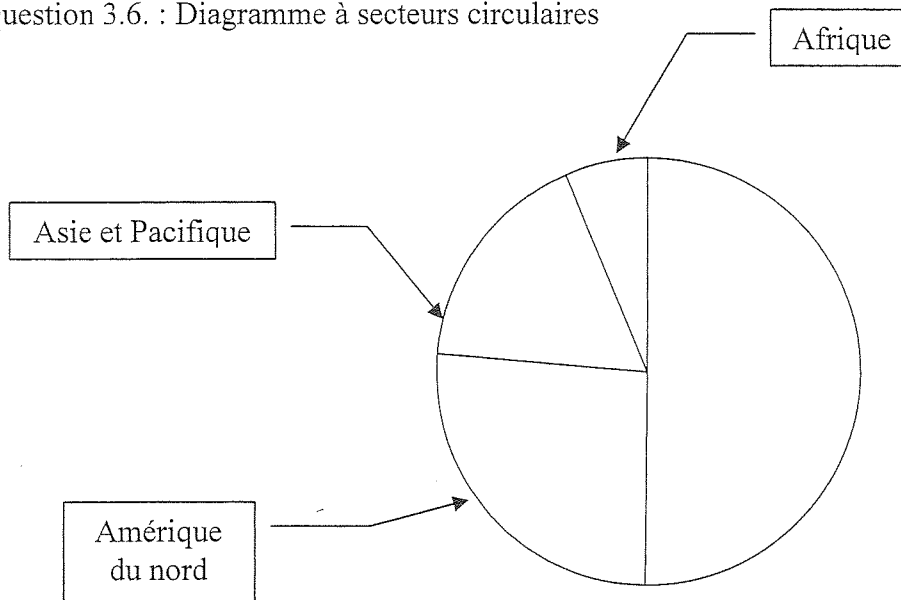 uestion 3.6. : Diagramme à secteurs circulaires
Afrique
Asie et Pacifique
Amérique
du nord